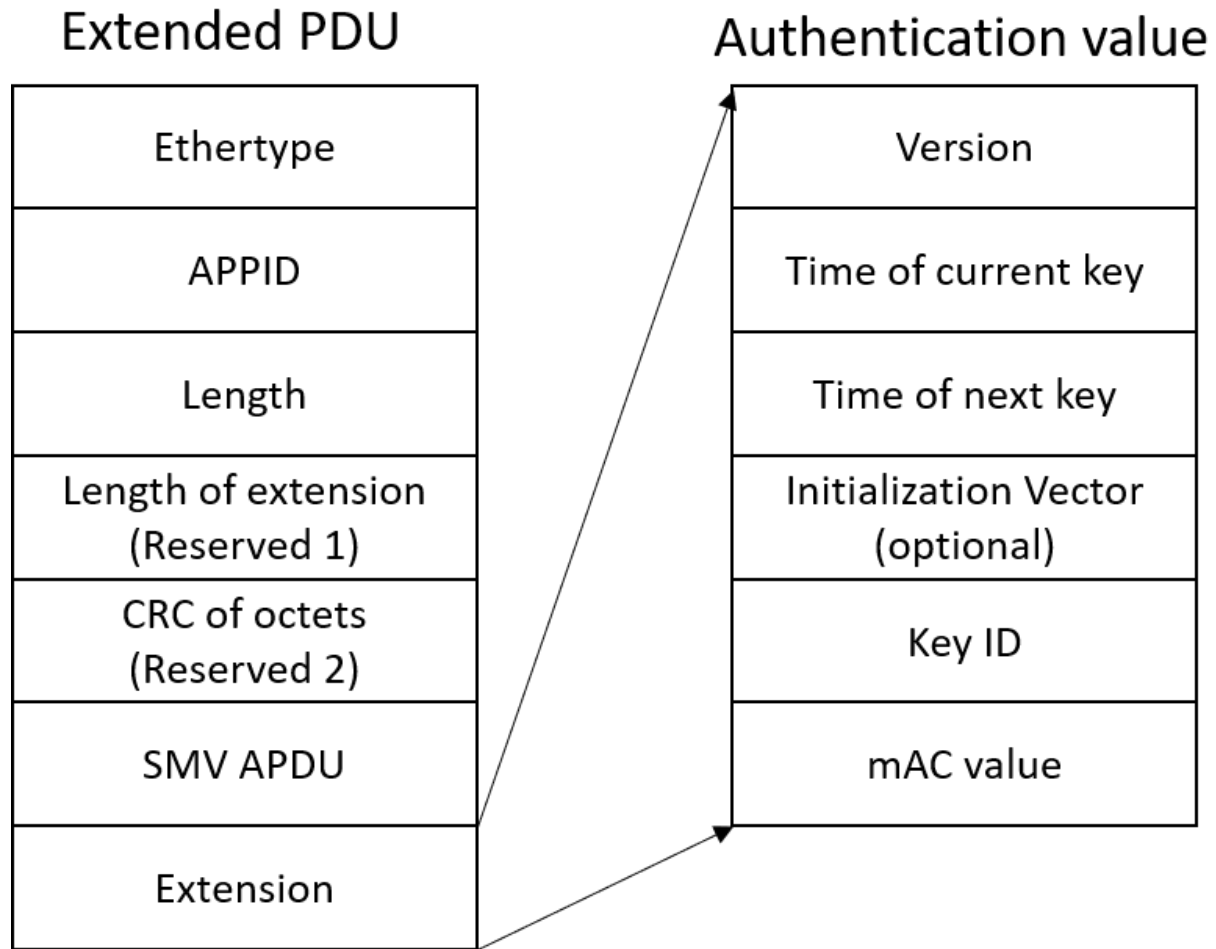 Extended PDU
Ethertype
APPID
Length
Length of extension
(Reserved 1)
CRC of octets
(Reserved 2)
SMV APDU
Extension
Authentication value
Version
Time of current key
Time of next key
Initialization Vector
(optional)
Key ID
mAC value